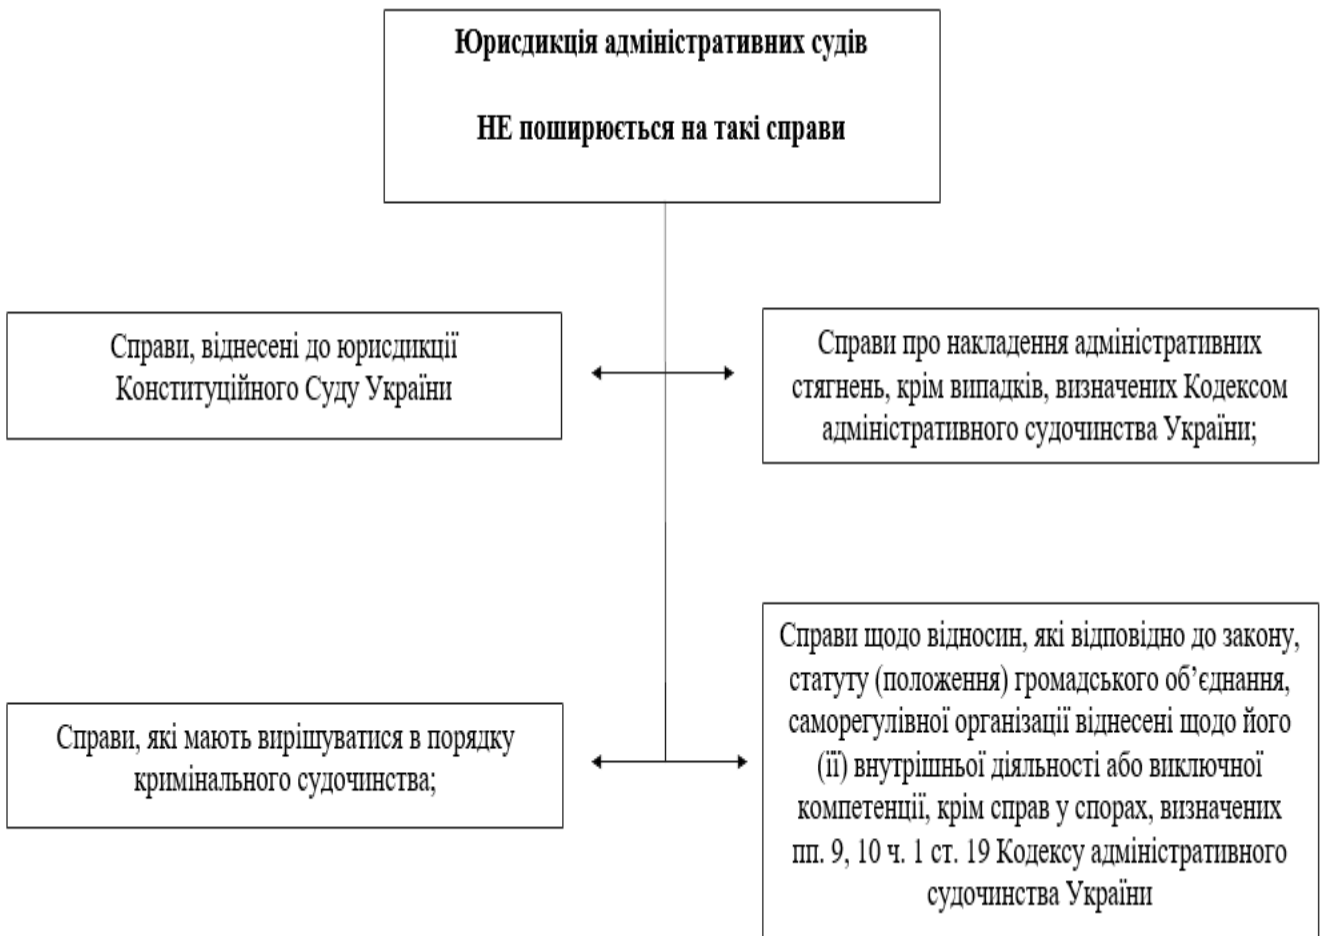 Юрисдикція адміністративних судів
НЕ поширюється на такі справи
Справи, віднесені до юрисдикції
Конституційного Суду України
Справи про накладення адміністративних
стягнень, крім випадків, визначених Кодексом
адміністративного судочинства України;
Справи, які мають вирішуватися в порядку
кримінального судочинства;
Справи щодо відносин, які відповідно до закону,
статуту (положення) громадського об’єднання,
саморегулівної організації віднесені щодо його
(її) внутрішньої діяльності або виключної
компетенції, крім справ у спорах, визначених
пп. 9, 10 ч. 1 ст. 19 Кодексу адміністративного
судочинства України